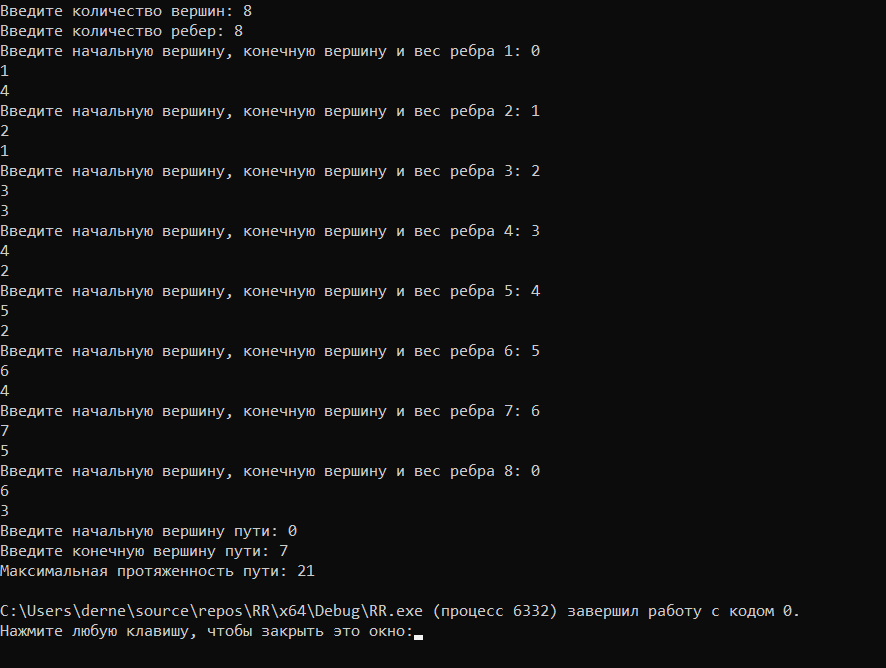 Введите количество вершин: 8
Введите количество ребер: 8
Введите начальную вершину, конечную вершину и вес ребра 1: 0
1
4
Введите начальную вершину, конечную вершину и вес ребра 2: 1
2
1
Введите начальную вершину, конечную вершину и вес ребра 3: 2
3
3
Введите начальную вершину, конечную вершину и вес ребра 4: 3
4
2
Введите начальную вершину, конечную вершину и вес ребра 5: 4
5
2
Введите начальную вершину, конечную вершину и вес ребра 6: 5
6
4
Введите начальную вершину, конечную вершину и вес ребра 7: 6
7
5
Введите начальную вершину, конечную вершину и вес ребра 8: 0
6
3
Введите начальную вершину пути: 0
Введите конечную вершину пути: 7
Максимальная протяженность пути: 21
C:\Users\derne\source\repos\RR\x64\Debug\RR.exe (процесс 6332) завершил работу с кодом 0.
Нажмите любую клавишу, чтобы закрыть это окно: